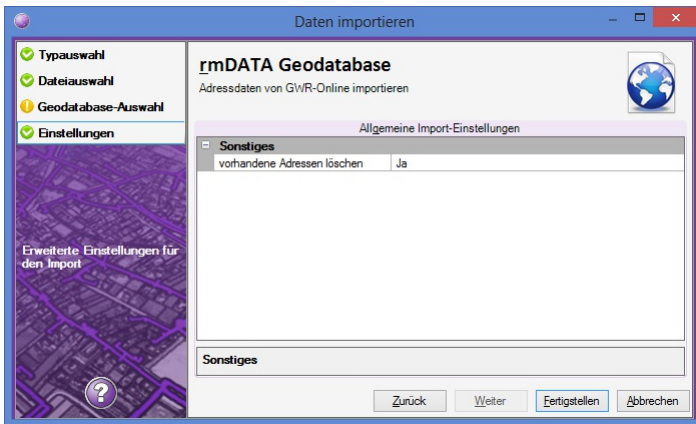 Daten importieren
Typauswahl
Dateiauswahl
Geodatabase-Auswahl
Einstellungen
Erweiterte Einstellungen für
den Import
?
rmDATA Geodatabase
Adressdaten von GWR-Online importieren
Allgemeine Import-Einstellungen
Sonstiges
vorhandene Adressen löschen Ja
Sonstiges
Zurück Weiter Fertigstellen Abbrechen